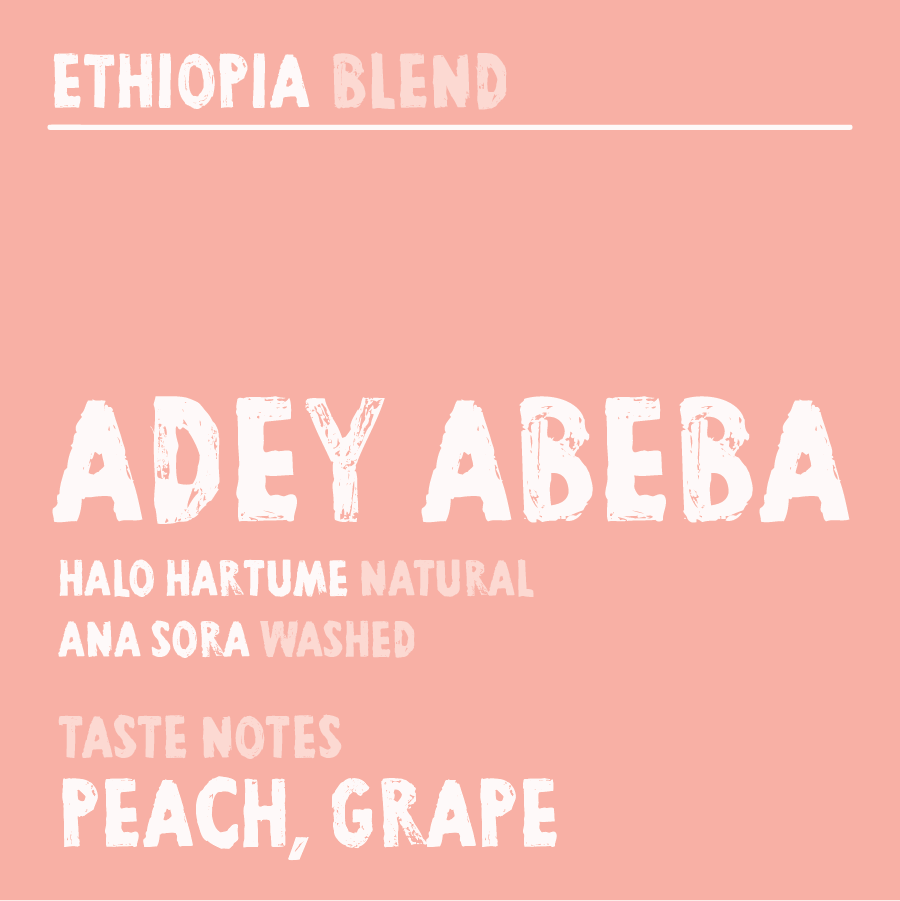 ETHIOPIA BLEND
ADEY ABEBA
HALO HARTUME NATURAL
ANA SORA WASHED
TASTE NOTES
PEACH, GRAPE